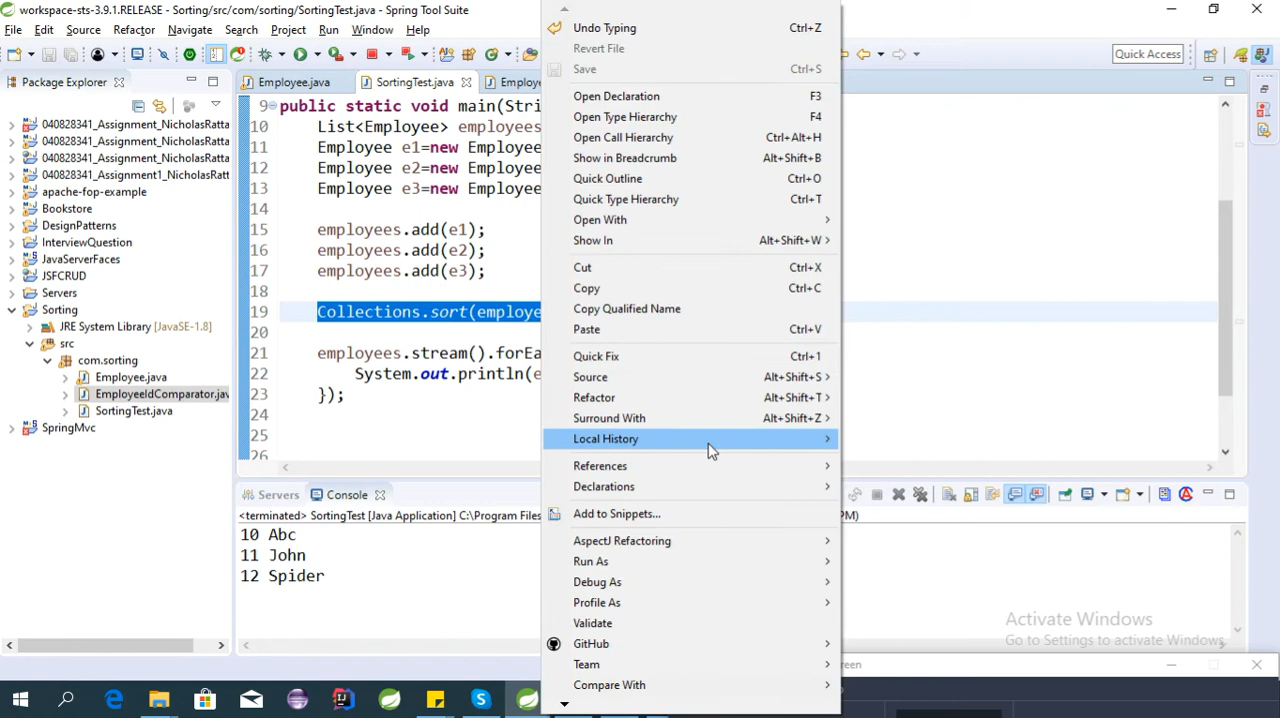 workspace-sts-3.9.1.RELEASE - Sorting/src/com/sorting/SortingTest.java - Spring Tool Suite
File Edit Source Refactor Navigate Search Project Run Window Help
Quick Access
Package Explorer
040828341_Assignment_NicholasRatta
040828341_Assignment_NicholasRatta
040828341_Assignment_NicholasRatta
040828341_Assignment1_NicholasRatt
apache-fop-example
Bookstore
DesignPatterns
InterviewQuestion
JavaServerFaces
JSFCRUD
Servers
Sorting
JRE System Library [JavaSE-1.8]
src
com.sorting
Employee.java
EmployeeIdComparator.jav
SortingTest.java
SpringMvc
Employee.java SortingTest.java Employ
9 public static void main(Stri
10 List<Employee> employees
11 Employee e1=new Employee
12 Employee e2=new Employee
13 Employee e3=new Employee
14
15 employees.add(e1);
16 employees.add(e2);
17 employees.add(e3);
18
19 Collections.sort(employe
20
21 employees.stream().forEa
22 System.out.println(e
23 });
24
25
26
Undo Typing Ctrl+Z
Revert File
Save Ctrl+S
Open Declaration F3
Open Type Hierarchy F4
Open Call Hierarchy Ctrl+Alt+H
Show in Breadcrumb Alt+Shift+B
Quick Outline Ctrl+O
Quick Type Hierarchy Ctrl+T
Open With
Show In Alt+Shift+W
Cut Ctrl+X
Copy Ctrl+C
Copy Qualified Name
Paste Ctrl+V
Quick Fix Ctrl+1
Source Alt+Shift+S
Refactor Alt+Shift+T
Surround With Alt+Shift+Z
Local History
References
Declarations
Add to Snippets...
AspectJ Refactoring
Run As
Debug As
Profile As
Validate
GitHub
Team
Compare With
Servers Console
<terminated> SortingTest [Java Application] C:\Program Files
PM)
10 Abc
11 John
12 Spider
Activate Windows
Go to Settings to activate Windows.
reen